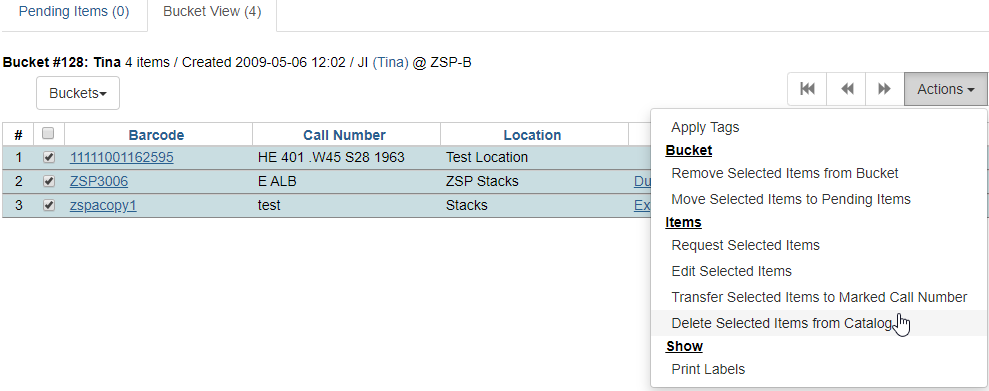 Pending Items (0) Bucket View (4)
Bucket #128: Tina 4 items / Created 2009-05-06 12:02 / JI (Tina) @ ZSP-B
Buckets Actions
# Barcode Call Number Location
1 11111001162595 HE 401 .W45 S28 1963 Test Location
2 ZSP3006 E ALB ZSP Stacks Du
3 zspacopy1 test Stacks Ex
Apply Tags
Bucket
Remove Selected Items from Bucket
Move Selected Items to Pending Items
Items
Request Selected Items
Edit Selected Items
Transfer Selected Items to Marked Call Number
Delete Selected Items from Catalog
Show
Print Labels